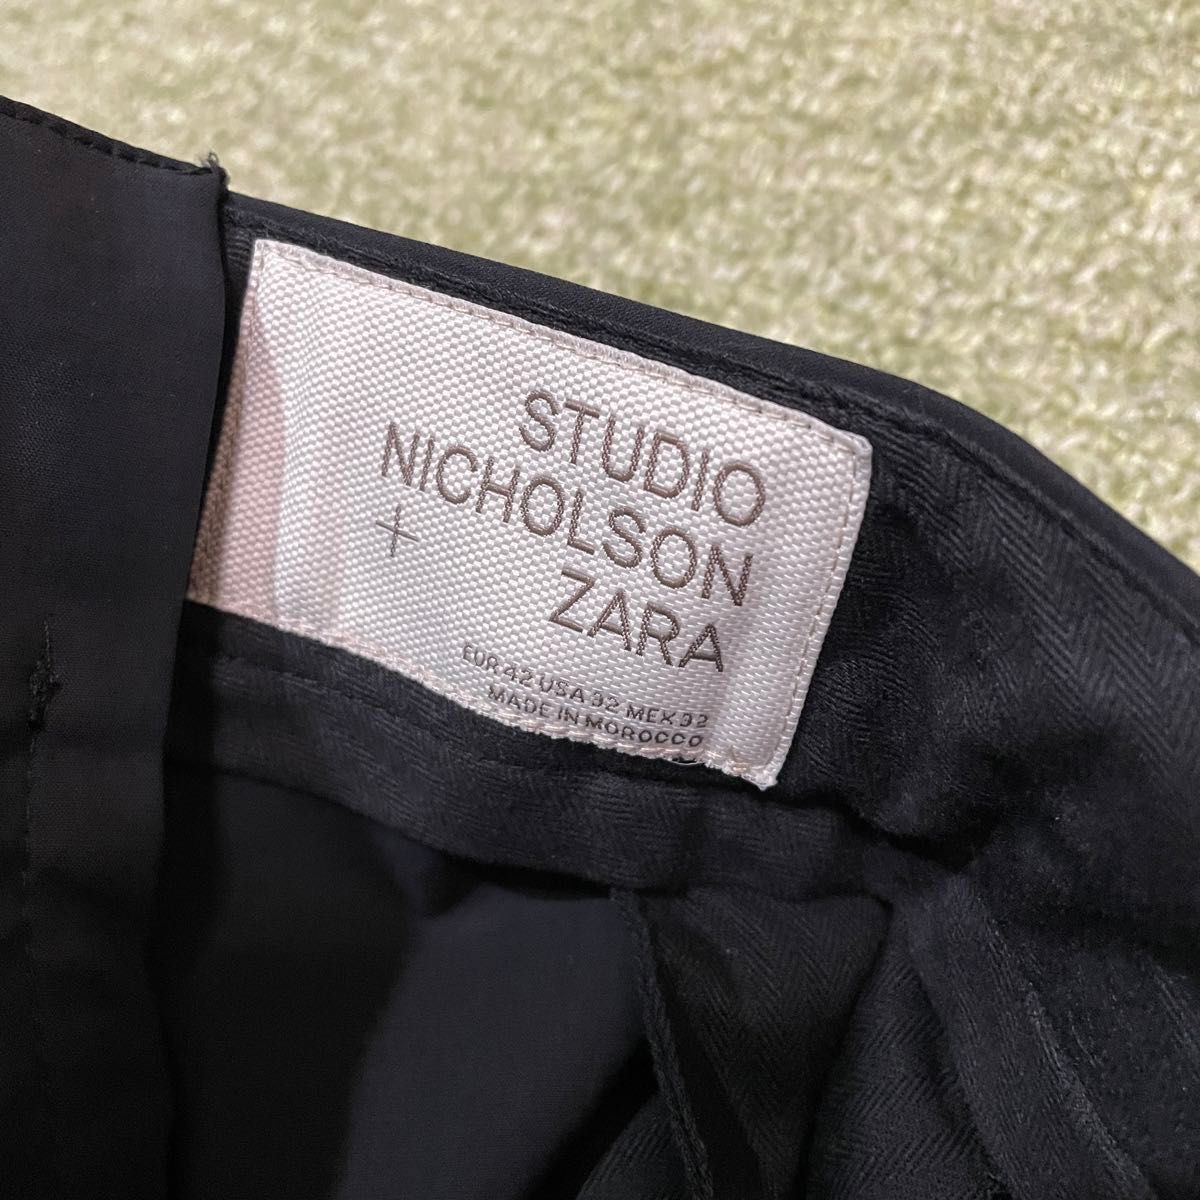 STUDIO
NICHOLSON
+
ZARA
EUR 42 USA 32 MEX 32
MADE IN MOROCCO